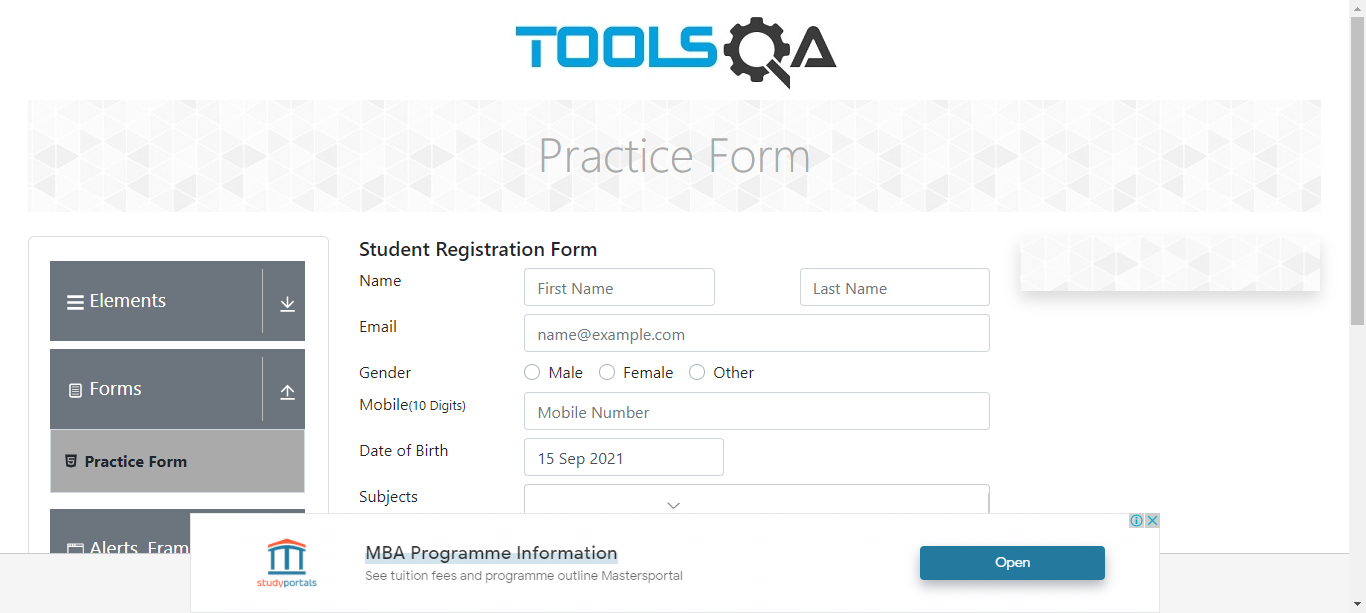 TOOLSQA
Practice Form
Elements
Forms
Practice Form
Alerts, Fram
Student Registration Form
Name
First Name
Last Name
Email
name@example.com
Gender
Male
Female
Other
Mobile(10 Digits)
Mobile Number
Date of Birth
15 Sep 2021
Subjects
studyportals
MBA Programme Information
See tuition fees and programme outline Mastersportal
Open